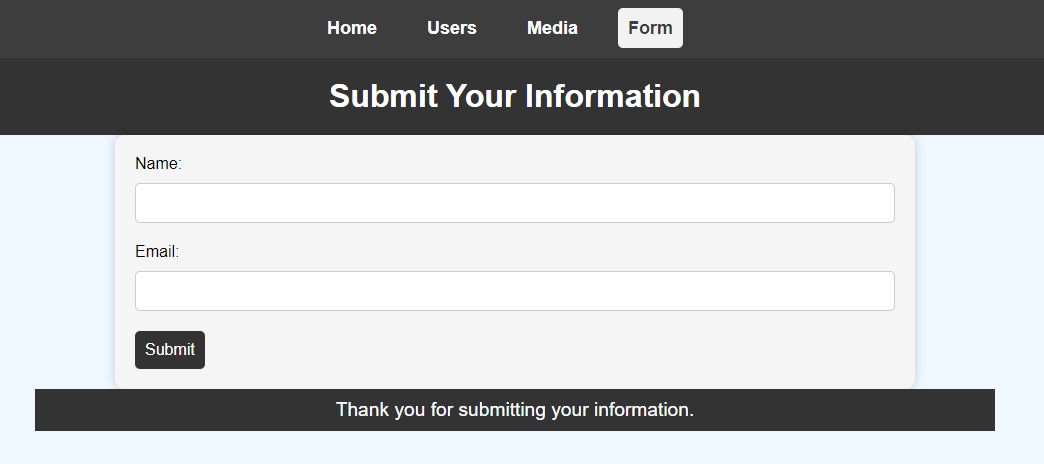 Home Users Media Form
Submit Your Information
Name:
Email:
Submit
Thank you for submitting your information.